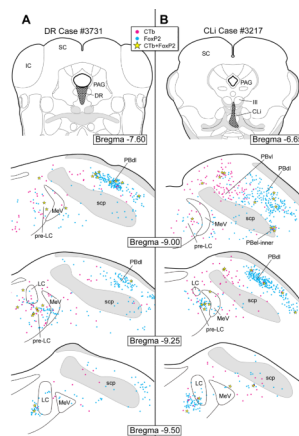 A
DR Case #3731
CTb
FoxP2
CTb+FoxP2
B
CLi Case #3217
SC
IC
PAG
DR
Bregma -7.60
SC
PAG
III
CLi
Bregma -6.65
PBdl
scp
MeV
pre-LC
Bregma -9.00
PBvl
PBdl
scp
MeV
PBel-inner
pre-LC
PBdl
LC
MeV
scp
pre-LC
Bregma -9.25
PBdl
LC
MeV
scp
pre-LC
scp
LC
MeV
Bregma -9.50
scp
LC
MeV